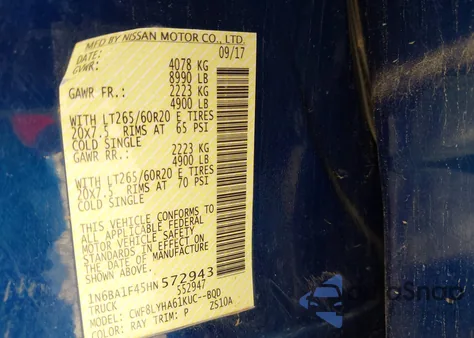 MFD BY NISSAN MOTOR CO., LTD.
DATE: 09/17
GVWR: 4078 KG
8990 LB
GAWR FR.: 2223 KG
4900 LB
WITH LT265/60R20 E TIRES
20X7.5 RIMS AT 65 PSI
COLD SINGLE
GAWR RR.: 2223 KG
4900 LB
WITH LT265/60R20 E TIRES
20X7.5 RIMS AT 70 PSI
COLD SINGLE
THIS VEHICLE CONFORMS TO
ALL APPLICABLE FEDERAL
MOTOR VEHICLE SAFETY
STANDARDS IN EFFECT ON
THE DATE OF MANUFACTURE
SHOWN ABOVE.
1N6BA1F45HN572943
TRUCK 552947
MODEL: CWF8LYHA61KUC--BQD
COLOR: RAY TRIM: P ZS10A
AutoSnap